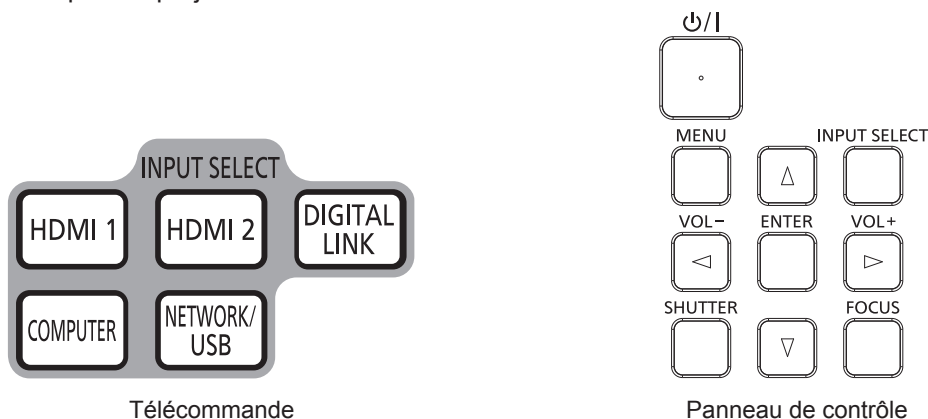 INPUT SELECT
HDMI 1
HDMI 2
DIGITAL
LINK
COMPUTER
NETWORK/
USB
Télécommande
⏻/|
MENU
INPUT SELECT
VOL−
ENTER
VOL+
SHUTTER
FOCUS
Panneau de contrôle